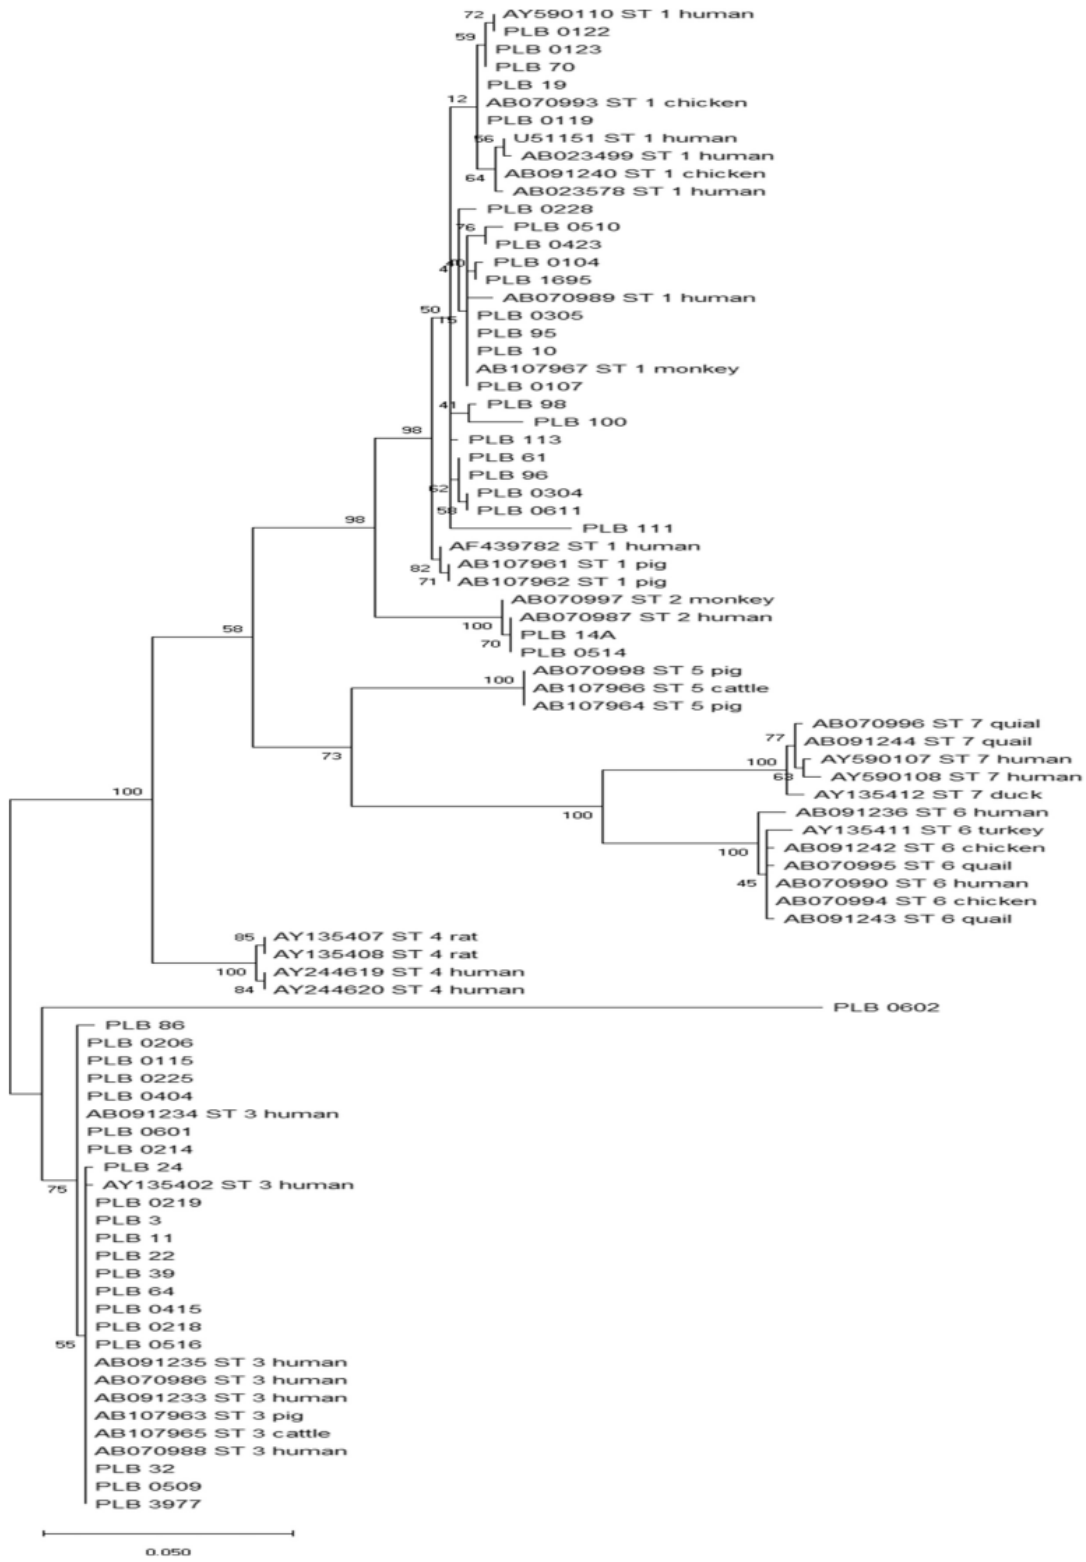 72 AY590110 ST 1 human
PLB 0122
59
PLB 0123
PLB 70
PLB 19
12 AB070993 ST 1 chicken
PLB 0119
56 U51151 ST 1 human
AB023499 ST 1 human
64 AB091240 ST 1 chicken
AB023578 ST 1 human
PLB 0228
76 PLB 0510
PLB 0423
40 PLB 0104
4
PLB 1695
AB070989 ST 1 human
50 15 PLB 0305
PLB 95
PLB 10
AB107967 ST 1 monkey
PLB 0107
41 PLB 98
PLB 100
98 PLB 113
PLB 61
PLB 96
62 PLB 0304
58 PLB 0611
98 PLB 111
AF439782 ST 1 human
82 AB107961 ST 1 pig
71 AB107962 ST 1 pig
AB070997 ST 2 monkey
AB070987 ST 2 human
58 100 PLB 14A
70 PLB 0514
AB070998 ST 5 pig
100 AB107966 ST 5 cattle
AB107964 ST 5 pig
AB070996 ST 7 quial
77 AB091244 ST 7 quail
73 100 AY590107 ST 7 human
63 AY590108 ST 7 human
100 AY135412 ST 7 duck
100 AB091236 ST 6 human
AY135411 ST 6 turkey
100 AB091242 ST 6 chicken
AB070995 ST 6 quail
45 AB070990 ST 6 human
AB070994 ST 6 chicken
AB091243 ST 6 quail
85 AY135407 ST 4 rat
AY135408 ST 4 rat
100 AY244619 ST 4 human
84 AY244620 ST 4 human
PLB 0602
PLB 86
PLB 0206
PLB 0115
PLB 0225
PLB 0404
AB091234 ST 3 human
PLB 0601
PLB 0214
PLB 24
75 AY135402 ST 3 human
PLB 0219
PLB 3
PLB 11
PLB 22
PLB 39
PLB 64
PLB 0415
PLB 0218
55 PLB 0516
AB091235 ST 3 human
AB070986 ST 3 human
AB091233 ST 3 human
AB107963 ST 3 pig
AB107965 ST 3 cattle
AB070988 ST 3 human
PLB 32
PLB 0509
PLB 3977
0.050